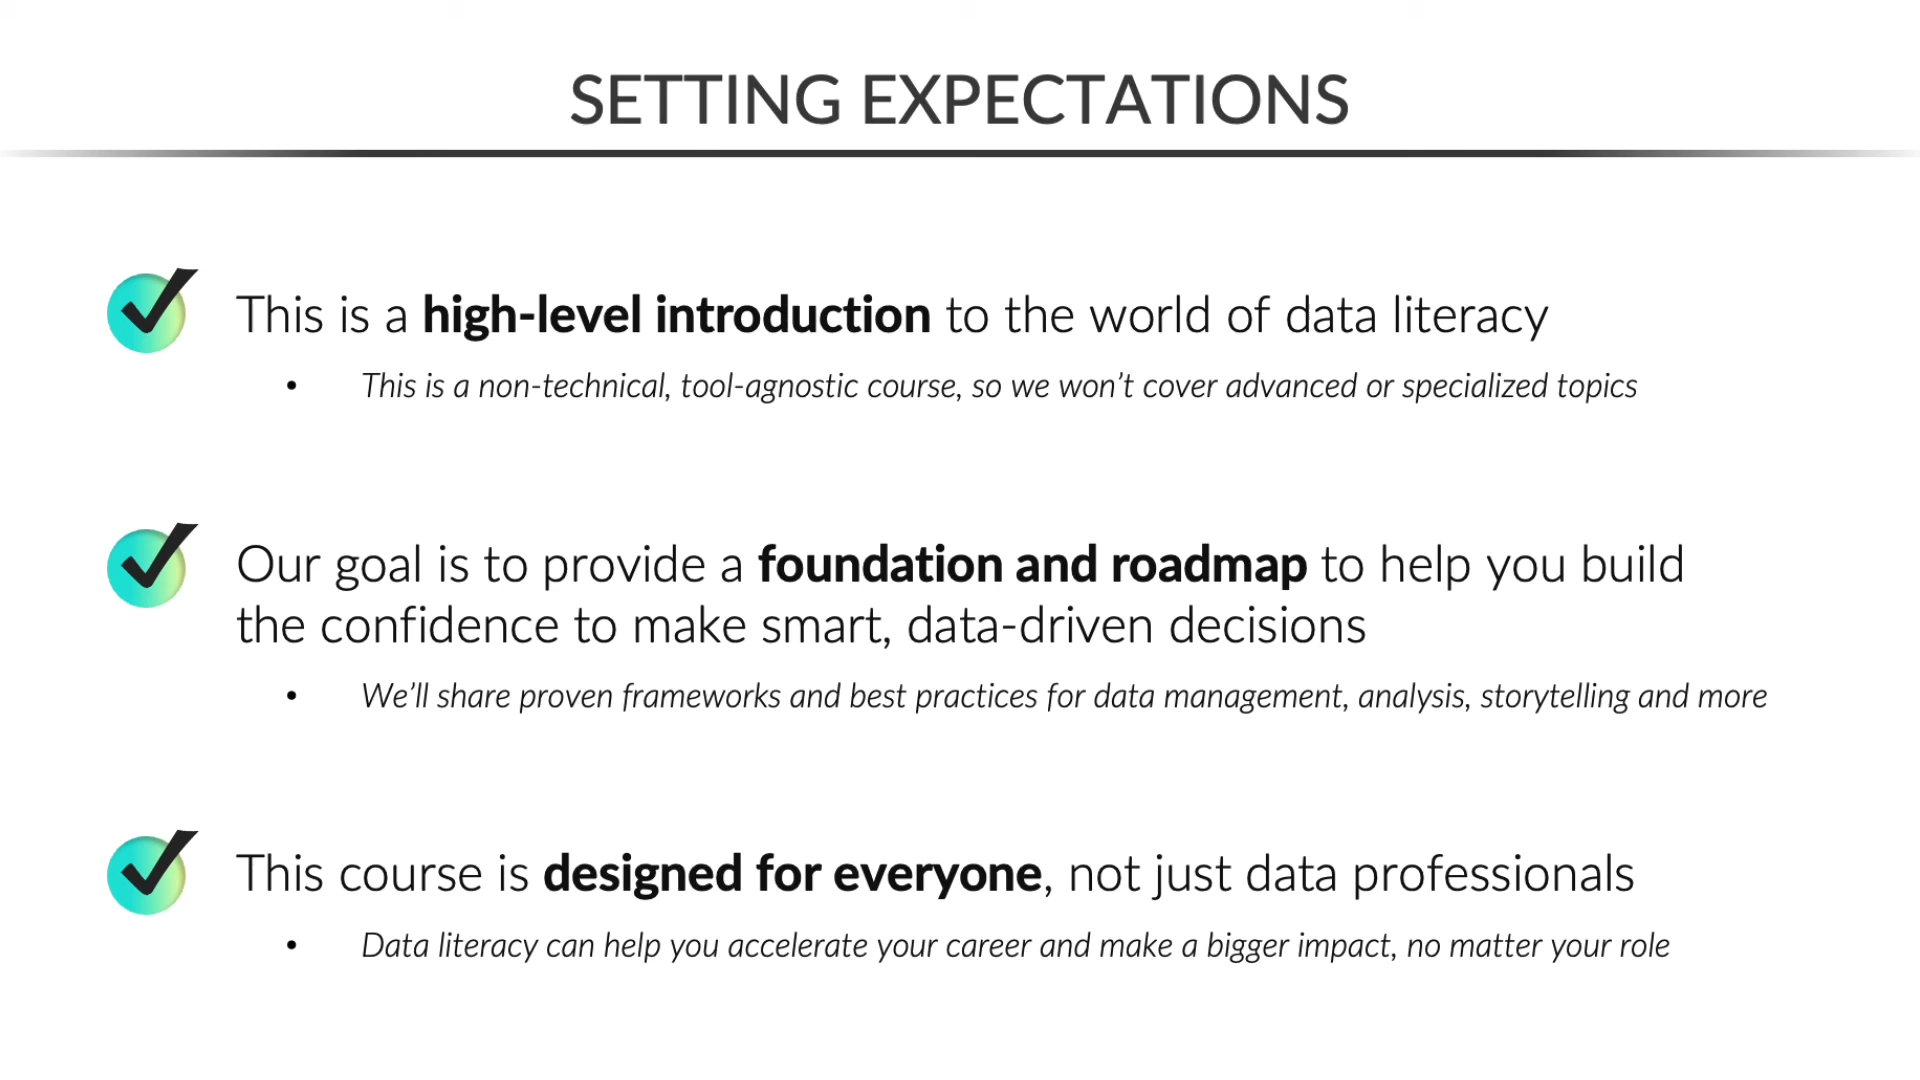 SETTING EXPECTATIONS
This is a high-level introduction to the world of data literacy
• This is a non-technical, tool-agnostic course, so we won’t cover advanced or specialized topics
Our goal is to provide a foundation and roadmap to help you build
the confidence to make smart, data-driven decisions
• We’ll share proven frameworks and best practices for data management, analysis, storytelling and more
This course is designed for everyone, not just data professionals
• Data literacy can help you accelerate your career and make a bigger impact, no matter your role